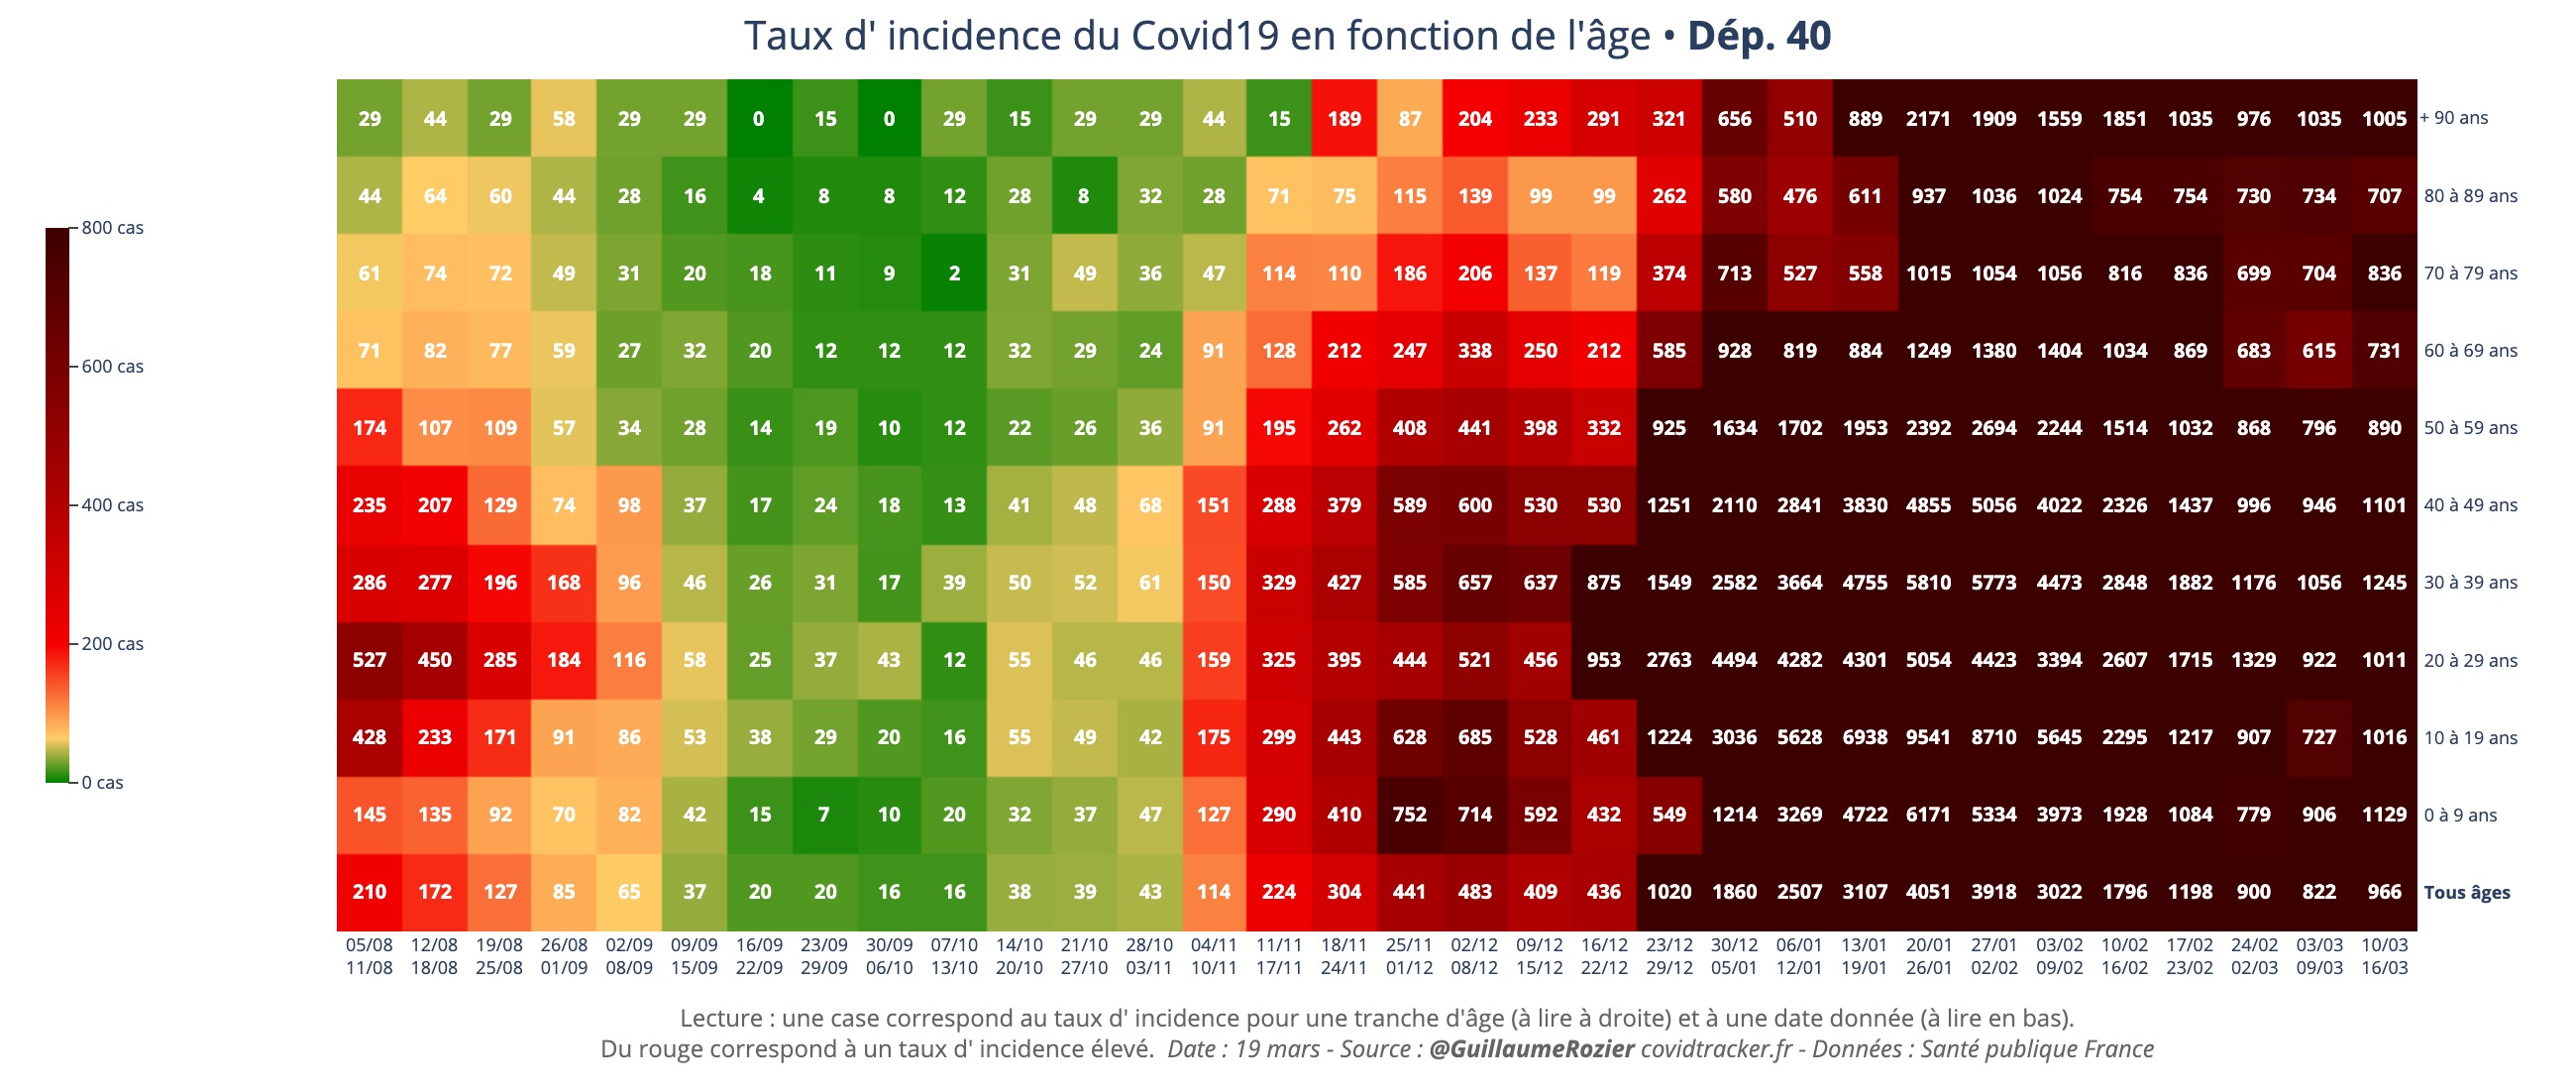 Taux d' incidence du Covid19 en fonction de l'âge • Dép. 40
29 44 29 58 29 29 0 15 0 29 15 29 29 44 15 189 87 204 233 291 321 656 510 889 2171 1909 1559 1851 1035 976 1035 1005 + 90 ans
44 64 60 44 28 16 4 8 8 12 28 8 32 28 71 75 115 139 99 99 262 580 476 611 937 1036 1024 754 754 730 734 707 80 à 89 ans
800 cas
61 74 72 49 31 20 18 11 9 2 31 49 36 47 114 110 186 206 137 119 374 713 527 558 1015 1054 1056 816 836 699 704 836 70 à 79 ans
71 82 77 59 27 32 20 12 12 12 32 29 24 91 128 212 247 338 250 212 585 928 819 884 1249 1380 1404 1034 869 683 615 731 60 à 69 ans
600 cas
174 107 109 57 34 28 14 19 10 12 22 26 36 91 195 262 408 441 398 332 925 1634 1702 1953 2392 2694 2244 1514 1032 868 796 890 50 à 59 ans
400 cas
235 207 129 74 98 37 17 24 18 13 41 48 68 151 288 379 589 600 530 530 1251 2110 2841 3830 4855 5056 4022 2326 1437 996 946 1101 40 à 49 ans
286 277 196 168 96 46 26 31 17 39 50 52 61 150 329 427 585 657 637 875 1549 2582 3664 4755 5810 5773 4473 2848 1882 1176 1056 1245 30 à 39 ans
200 cas
527 450 285 184 116 58 25 37 43 12 55 46 46 159 325 395 444 521 456 953 2763 4494 4282 4301 5054 4423 3394 2607 1715 1329 922 1011 20 à 29 ans
428 233 171 91 86 53 38 29 20 16 55 49 42 175 299 443 628 685 528 461 1224 3036 5628 6938 9541 8710 5645 2295 1217 907 727 1016 10 à 19 ans
0 cas
145 135 92 70 82 42 15 7 10 20 32 37 47 127 290 410 752 714 592 432 549 1214 3269 4722 6171 5334 3973 1928 1084 779 906 1129 0 à 9 ans
210 172 127 85 65 37 20 20 16 16 38 39 43 114 224 304 441 483 409 436 1020 1860 2507 3107 4051 3918 3022 1796 1198 900 822 966 Tous âges
05/08 12/08 19/08 26/08 02/09 09/09 16/09 23/09 30/09 07/10 14/10 21/10 28/10 04/11 11/11 18/11 25/11 02/12 09/12 16/12 23/12 30/12 06/01 13/01 20/01 27/01 03/02 10/02 17/02 24/02 03/03 10/03
11/08 18/08 25/08 01/09 08/09 15/09 22/09 29/09 06/10 13/10 20/10 27/10 03/11 10/11 17/11 24/11 01/12 08/12 15/12 22/12 29/12 05/01 12/01 19/01 26/01 02/02 09/02 16/02 23/02 02/03 09/03 16/03
Lecture : une case correspond au taux d' incidence pour une tranche d'âge (à lire à droite) et à une date donnée (à lire en bas).
Du rouge correspond à un taux d' incidence élevé. Date : 19 mars - Source : @GuillaumeRozier covidtracker.fr - Données : Santé publique France